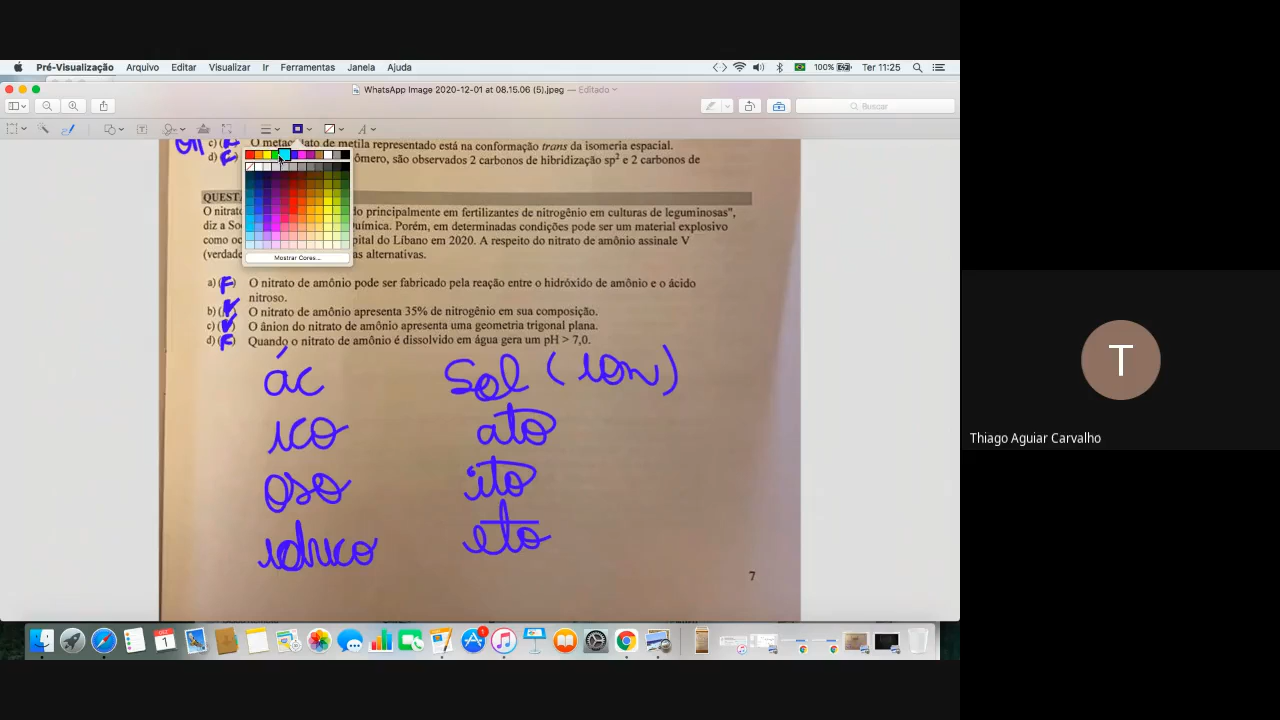 Pré-Visualização Arquivo Editar Visualizar Ir Ferramentas Janela Ajuda 100% Ter 11:25
WhatsApp Image 2020-12-01 at 08.15.06 (5).jpeg — Editado
Buscar
c) ( O metacrilato de metila representado está na conformação trans da isomeria espacial.
d) (F ômero, são observados 2 carbonos de hibridização sp² e 2 carbonos de
QUEST
O nitrato do principalmente em fertilizantes de nitrogênio em culturas de leguminosas",
diz a So uímica. Porém, em determinadas condições pode ser um material explosivo
como oc pital do Líbano em 2020. A respeito do nitrato de amônio assinale V
(verdade as alternativas.
Mostrar Cores...
a) (F) O nitrato de amônio pode ser fabricado pela reação entre o hidróxido de amônio e o ácido
nitroso.
b) (V) O nitrato de amônio apresenta 35% de nitrogênio em sua composição.
c) (V) O ânion do nitrato de amônio apresenta uma geometria trigonal plana.
d) (F) Quando o nitrato de amônio é dissolvido em água gera um pH > 7,0.
ác Sol (ion)
ico ato
oso ito
idrico eto
7
T
Thiago Aguiar Carvalho